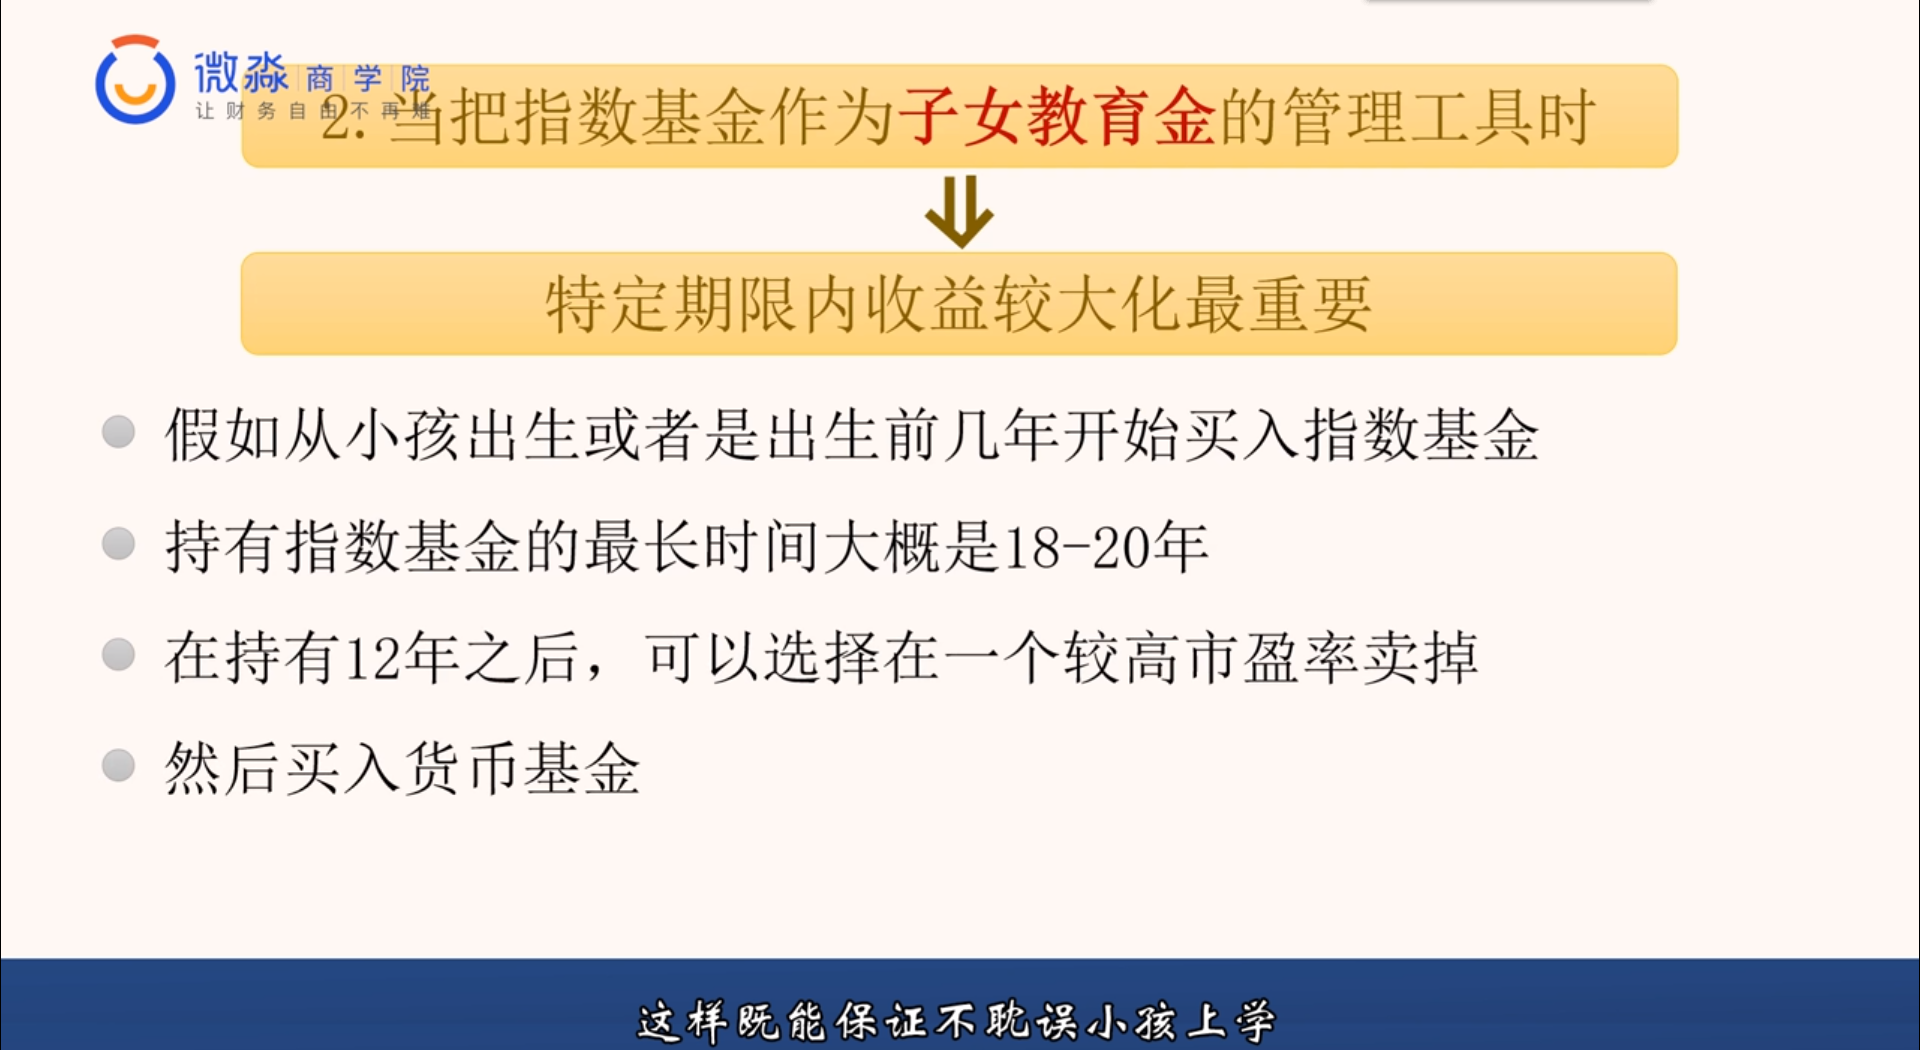 微淼 商学院
让财务自由不再难
2. 当把指数基金作为子女教育金的管理工具时
特定期限内收益较大化最重要
假如从小孩出生或者是出生前几年开始买入指数基金
持有指数基金的最长时间大概是18-20年
在持有12年之后，可以选择在一个较高市盈率卖掉
然后买入货币基金
这样既能保证不耽误小孩上学